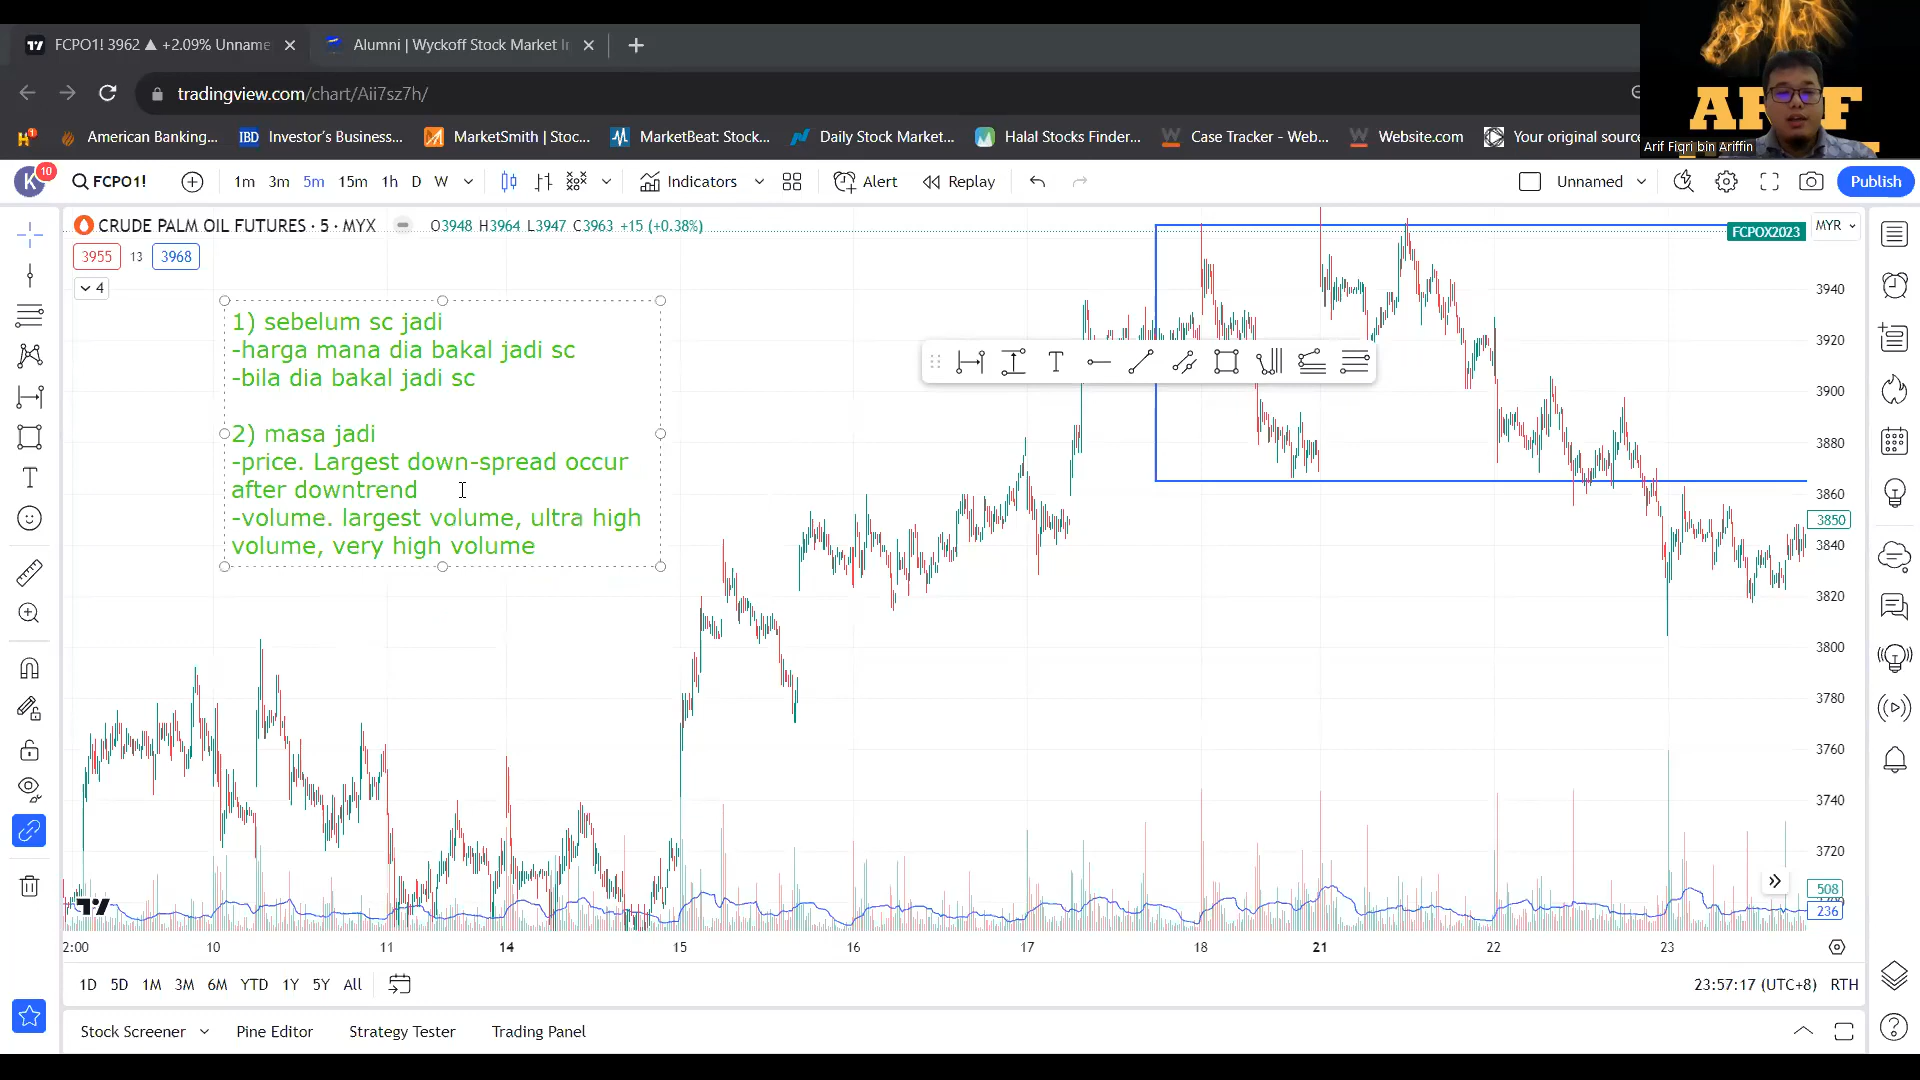 FCPO1! 3962 ▲ +2.09% Unname
Alumni | Wyckoff Stock Market I
tradingview.com/chart/Aii7sz7h/
American Banking...
IBD Investor's Business...
MarketSmith | Stoc...
MarketBeat: Stock...
Daily Stock Market...
Halal Stocks Finder...
Case Tracker - Web...
Website.com
Your original source
Arif Fiqri bin Ariffin
K 10
FCPO1!
1m 3m 5m 15m 1h D W
Indicators
Alert
Replay
Unnamed
Publish
CRUDE PALM OIL FUTURES · 5 · MYX
O3948 H3964 L3947 C3963 +15 (+0.38%)
FCPOX2023
MYR
3955 13 3968
4
1) sebelum sc jadi
-harga mana dia bakal jadi sc
-bila dia bakal jadi sc
2) masa jadi
-price. Largest down-spread occur
after downtrend
-volume. largest volume, ultra high
volume, very high volume
3940
3920
3900
3880
3860
3850
3840
3820
3800
3780
3760
3740
3720
508
236
2:00 10 11 14 15 16 17 18 21 22 23
1D 5D 1M 3M 6M YTD 1Y 5Y All
23:57:17 (UTC+8) RTH
Stock Screener Pine Editor Strategy Tester Trading Panel